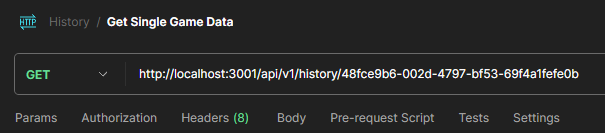 HTTP History / Get Single Game Data
GET http://localhost:3001/api/v1/history/48fce9b6-002d-4797-bf53-69f4a1fefe0b
Params Authorization Headers (8) Body Pre-request Script Tests Settings